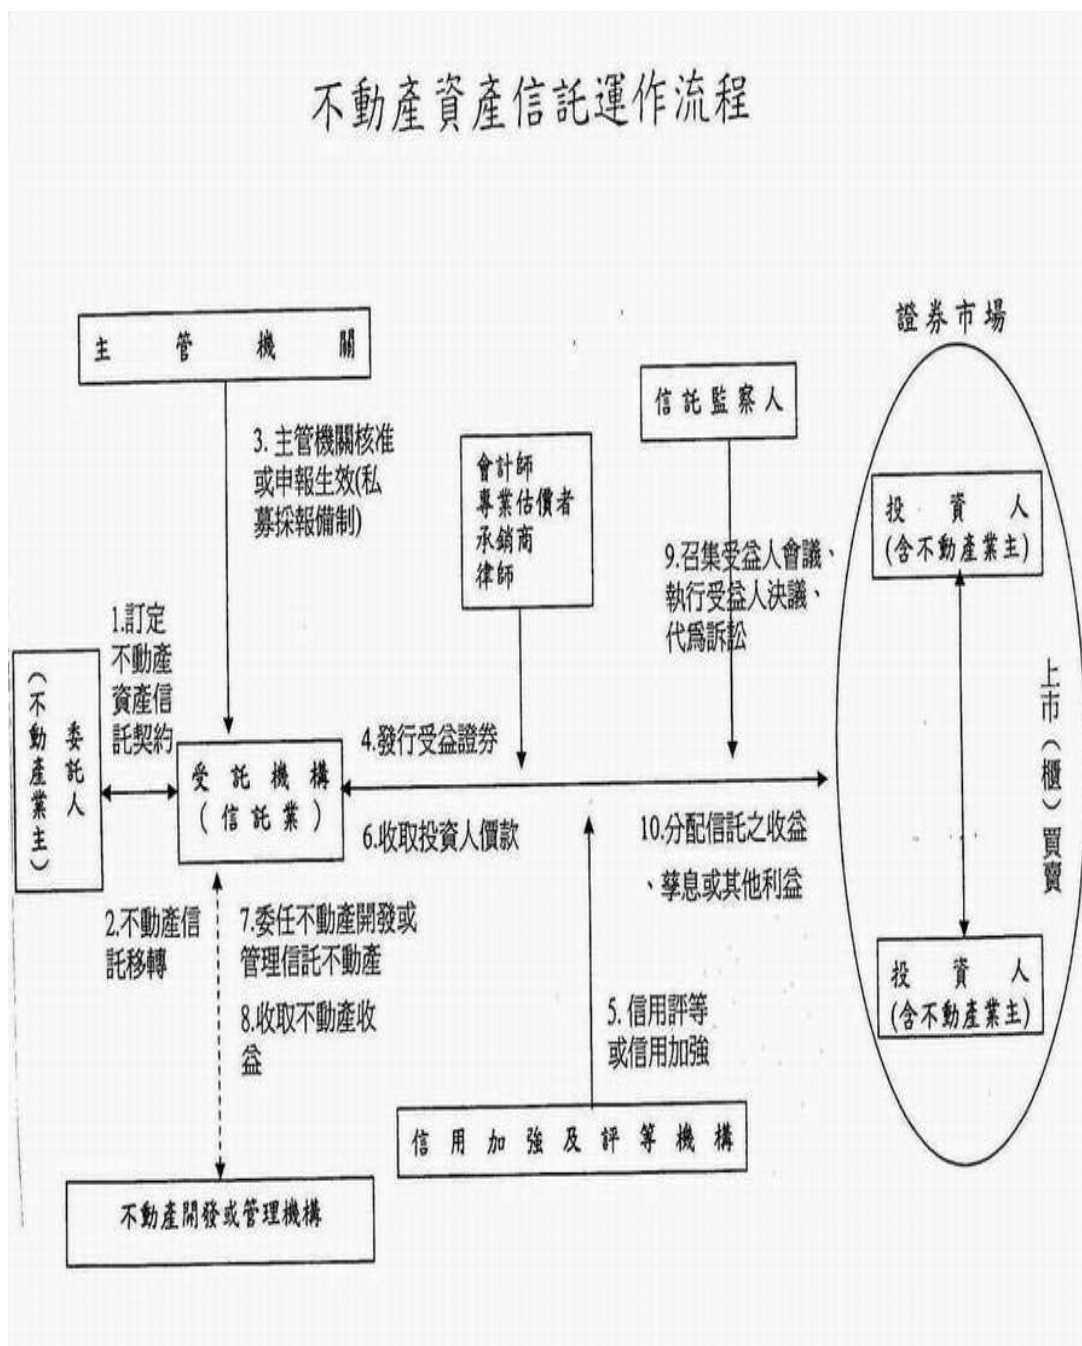 不動產資產信託運作流程
證券市場
主管機關
信託監察人
3. 主管機關核准
或申報生效(私
募採報備制)
會計師
專業估價者
承銷商
律師
投資人
(含不動產業主)
9.召集受益人會議、
執行受益人決議、
代為訴訟
1.訂定
不動產
資產信
託契約
委託人
(不動產業主)
受託機構
(信託業)
4.發行受益證券
6.收取投資人價款
10.分配信託之收益
、孳息或其他利益
上市(櫃)買賣
2.不動產信
託移轉
7.委任不動產開發或
管理信託不動產
8.收取不動產收
益
5. 信用評等
或信用加強
投資人
(含不動產業主)
信用加強及評等機構
不動產開發或管理機構